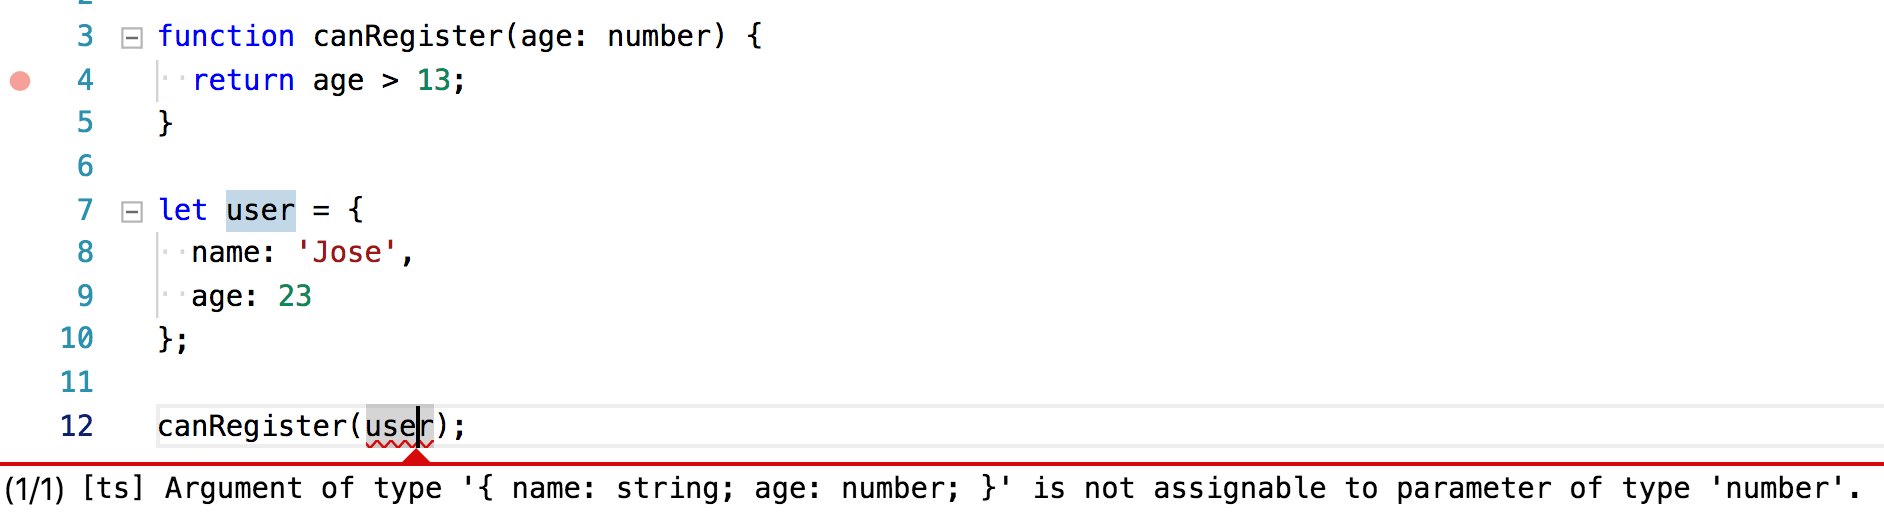 3 function canRegister(age: number) {
4 return age > 13;
5 }
6
7 let user = {
8 name: 'Jose',
9 age: 23
10 };
11
12 canRegister(user);
(1/1) [ts] Argument of type '{ name: string; age: number; }' is not assignable to parameter of type 'number'.